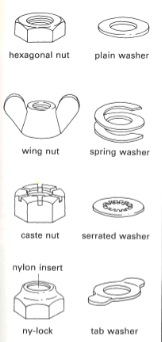 hexagonal nut plain washer
wing nut spring washer
caste nut serrated washer
nylon insert
ny-lock tab washer